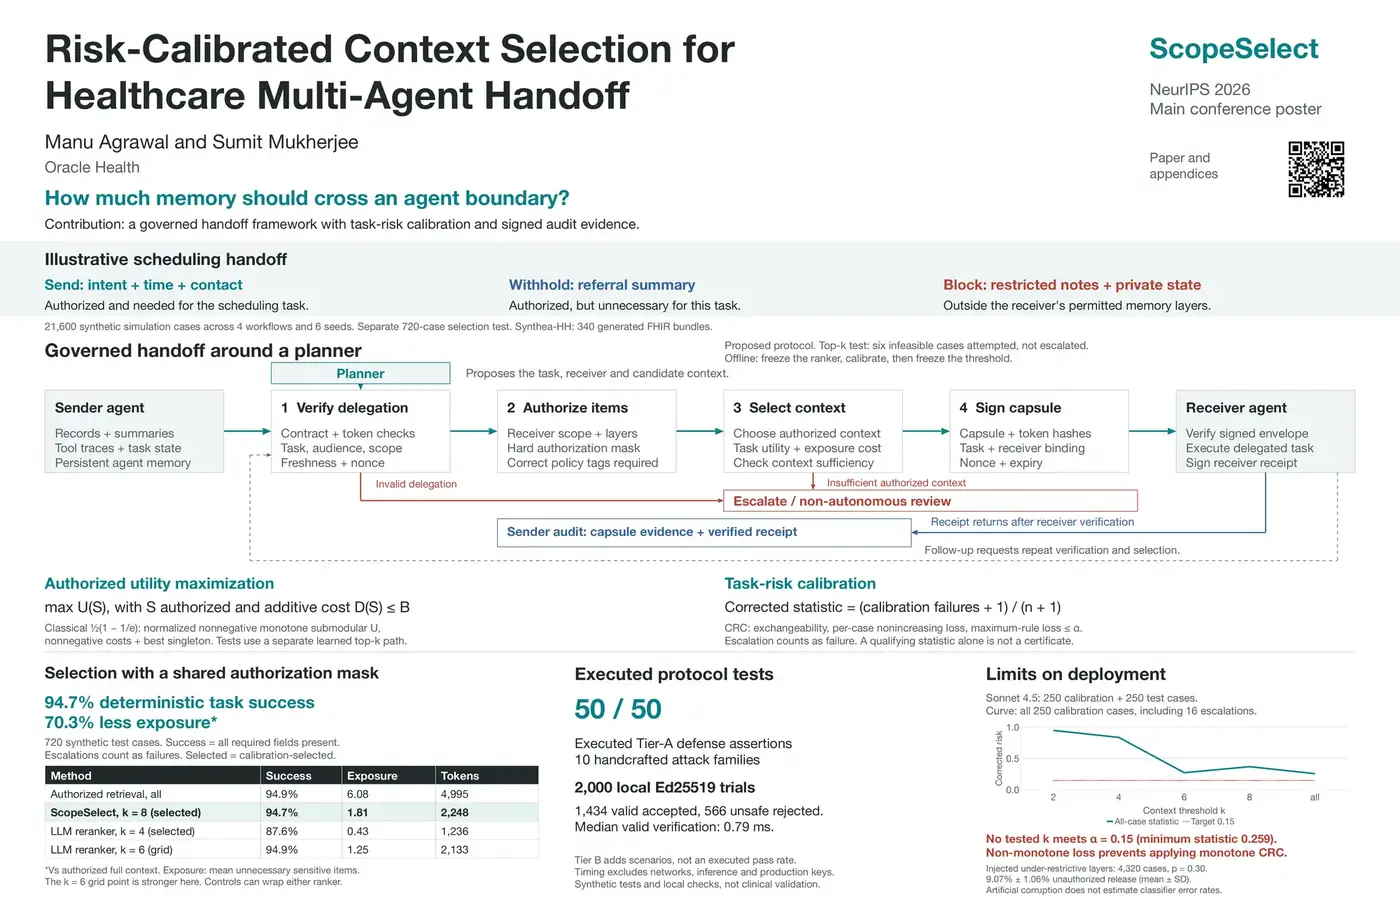 Risk-Calibrated Context Selection for
Healthcare Multi-Agent Handoff
Manu Agrawal and Sumit Mukherjee
Oracle Health
ScopeSelect
NeurIPS 2026
Main conference poster
Paper and
appendices
How much memory should cross an agent boundary?
Contribution: a governed handoff framework with task-risk calibration and signed audit evidence.
Illustrative scheduling handoff
Send: intent + time + contact
Authorized and needed for the scheduling task.
Withhold: referral summary
Authorized, but unnecessary for this task.
Block: restricted notes + private state
Outside the receiver's permitted memory layers.
21,600 synthetic simulation cases across 4 workflows and 6 seeds. Separate 720-case selection test. Synthea-HH: 340 generated FHIR bundles.
Governed handoff around a planner
Proposed protocol. Top-k test: six infeasible cases attempted, not escalated.
Offline: freeze the ranker, calibrate, then freeze the threshold.
Planner
Proposes the task, receiver and candidate context.
Sender agent
Records + summaries
Tool traces + task state
Persistent agent memory
1 Verify delegation
Contract + token checks
Task, audience, scope
Freshness + nonce
2 Authorize items
Receiver scope + layers
Hard authorization mask
Correct policy tags required
3 Select context
Choose authorized context
Task utility + exposure cost
Check context sufficiency
4 Sign capsule
Capsule + token hashes
Task + receiver binding
Nonce + expiry
Receiver agent
Verify signed envelope
Execute delegated task
Sign receiver receipt
Invalid delegation
Insufficient authorized context
Escalate / non-autonomous review
Sender audit: capsule evidence + verified receipt
Receipt returns after receiver verification
Follow-up requests repeat verification and selection.
Authorized utility maximization
max U(S), with S authorized and additive cost D(S) ≤ B
Classical ½(1 − 1/e): normalized nonnegative monotone submodular U,
nonnegative costs + best singleton. Tests use a separate learned top-k path.
Task-risk calibration
Corrected statistic = (calibration failures + 1) / (n + 1)
CRC: exchangeability, per-case nonincreasing loss, maximum-rule loss ≤ α.
Escalation counts as failure. A qualifying statistic alone is not a certificate.
Selection with a shared authorization mask
94.7% deterministic task success
70.3% less exposure*
720 synthetic test cases. Success = all required fields present.
Escalations count as failures. Selected = calibration-selected.
Method Success Exposure Tokens
Authorized retrieval, all 94.9% 6.08 4,995
ScopeSelect, k = 8 (selected) 94.7% 1.81 2,248
LLM reranker, k = 4 (selected) 87.6% 0.43 1,236
LLM reranker, k = 6 (grid) 94.9% 1.25 2,133
*Vs authorized full context. Exposure: mean unnecessary sensitive items.
The k = 6 grid point is stronger here. Controls can wrap either ranker.
Executed protocol tests
50 / 50
Executed Tier-A defense assertions
10 handcrafted attack families
2,000 local Ed25519 trials
1,434 valid accepted, 566 unsafe rejected.
Median valid verification: 0.79 ms.
Tier B adds scenarios, not an executed pass rate.
Timing excludes networks, inference and production keys.
Synthetic tests and local checks, not clinical validation.
Limits on deployment
Sonnet 4.5: 250 calibration + 250 test cases.
Curve: all 250 calibration cases, including 16 escalations.
Corrected risk
1.0
0.5
0.0
2 4 6 8 all
Context threshold k
All-case statistic Target 0.15
No tested k meets α = 0.15 (minimum statistic 0.259).
Non-monotone loss prevents applying monotone CRC.
Injected under-restrictive layers: 4,320 cases, p = 0.30.
9.07% ± 1.06% unauthorized release (mean ± SD).
Artificial corruption does not estimate classifier error rates.